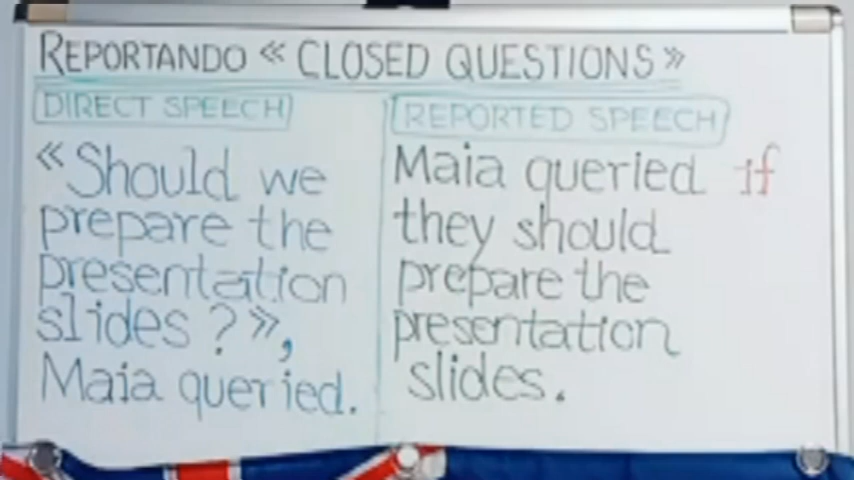 REPORTANDO « CLOSED QUESTIONS »
DIRECT SPEECH
« Should we
prepare the
presentation
slides ? »,
Maia queried.
REPORTED SPEECH
Maia queried if
they should
prepare the
presentation
slides.